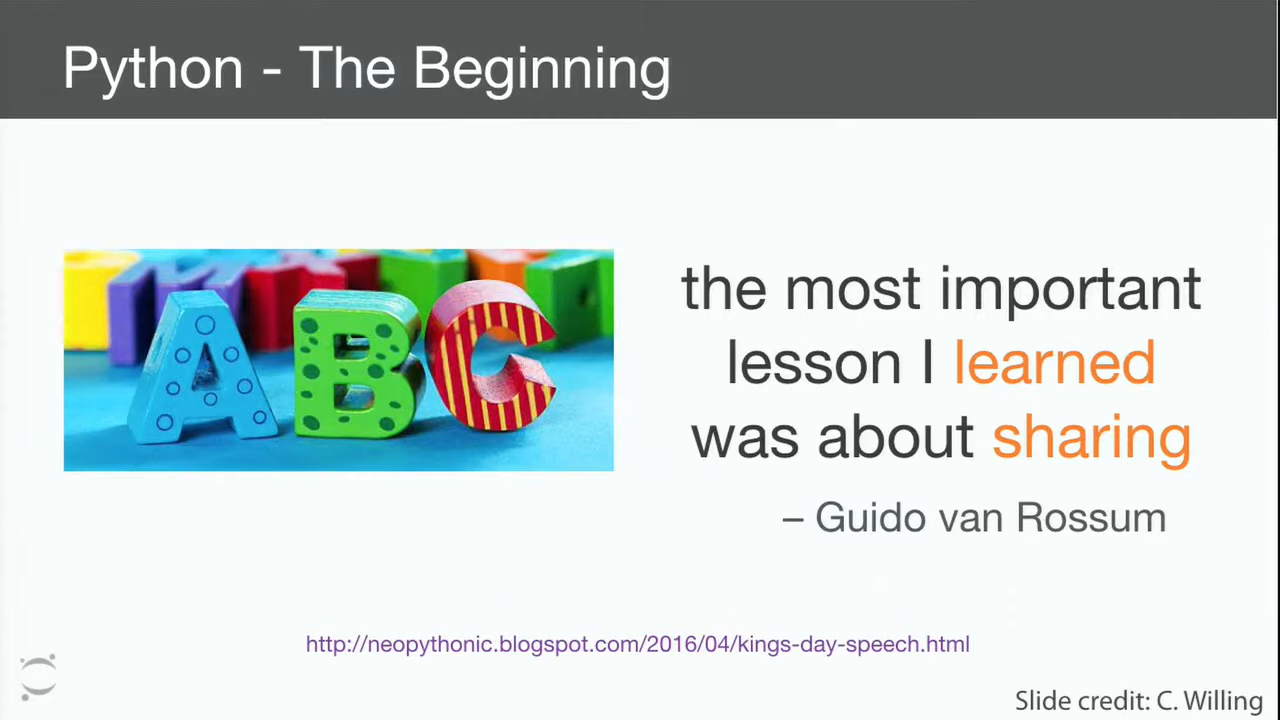 Python - The Beginning
ABC
the most important
lesson I learned
was about sharing
– Guido van Rossum
http://neopythonic.blogspot.com/2016/04/kings-day-speech.html
Slide credit: C. Willing